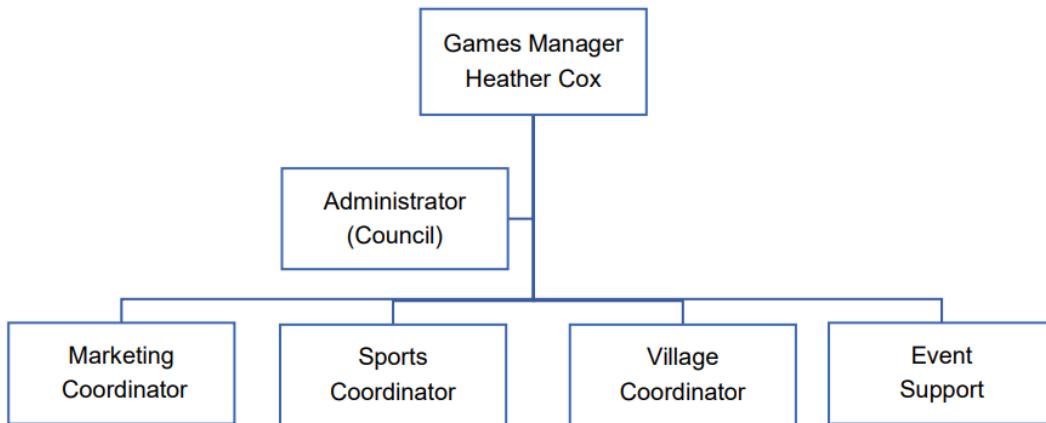 Games Manager
Heather Cox
Administrator
(Council)
Marketing
Coordinator
Sports
Coordinator
Village
Coordinator
Event
Support